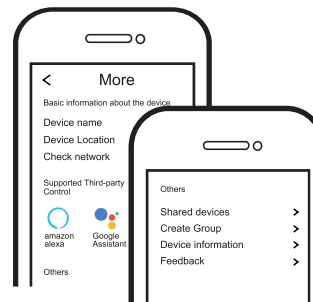 <
More
Basic information about the device
Device name
Device Location
Check network
Supported Third-party
Control
amazon
alexa
Google
Assistant
Others
Others
Shared devices >
Create Group >
Device information >
Feedback >